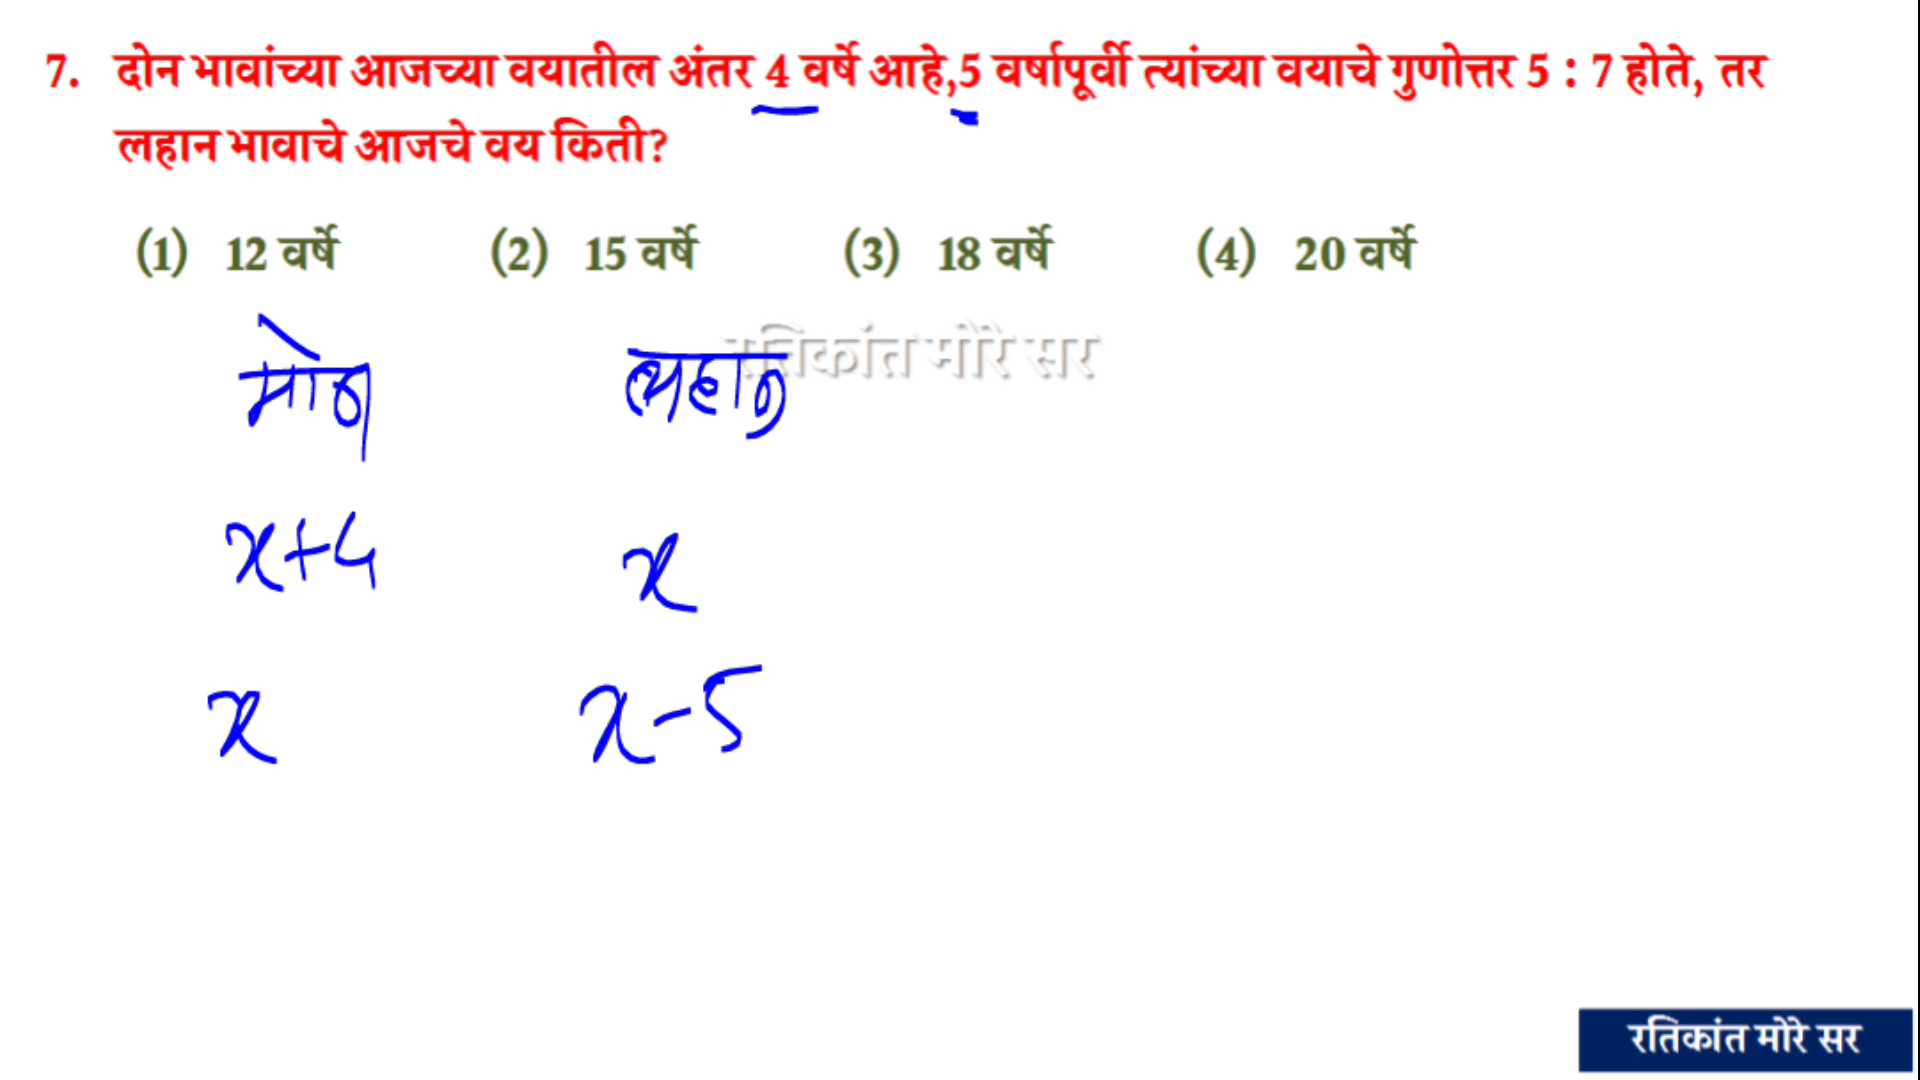 7. दोन भावांच्या आजच्या वयातील अंतर 4 वर्षे आहे,5 वर्षापूर्वी त्यांच्या वयाचे गुणोत्तर 5 : 7 होते, तर
लहान भावाचे आजचे वय किती?
(1) 12 वर्षे (2) 15 वर्षे (3) 18 वर्षे (4) 20 वर्षे
रतिकांत मोरे सर
मोठा लहान
x+4 x
x x-5
रतिकांत मोरे सर